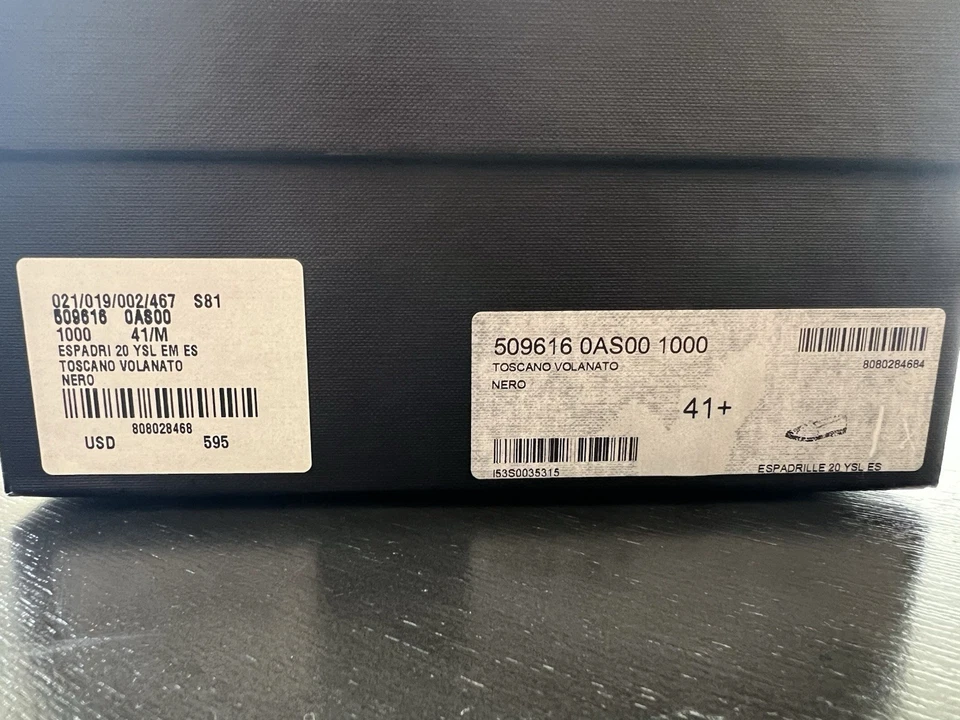 021/019/002/467 S81
509616 0AS00
1000 41/M
ESPADRI 20 YSL EM ES
TOSCANO VOLANATO
NERO
808028468
USD 595
509616 0AS00 1000
TOSCANO VOLANATO
NERO
8080284684
41+
I53S0035315
ESPADRILLE 20 YSL ES